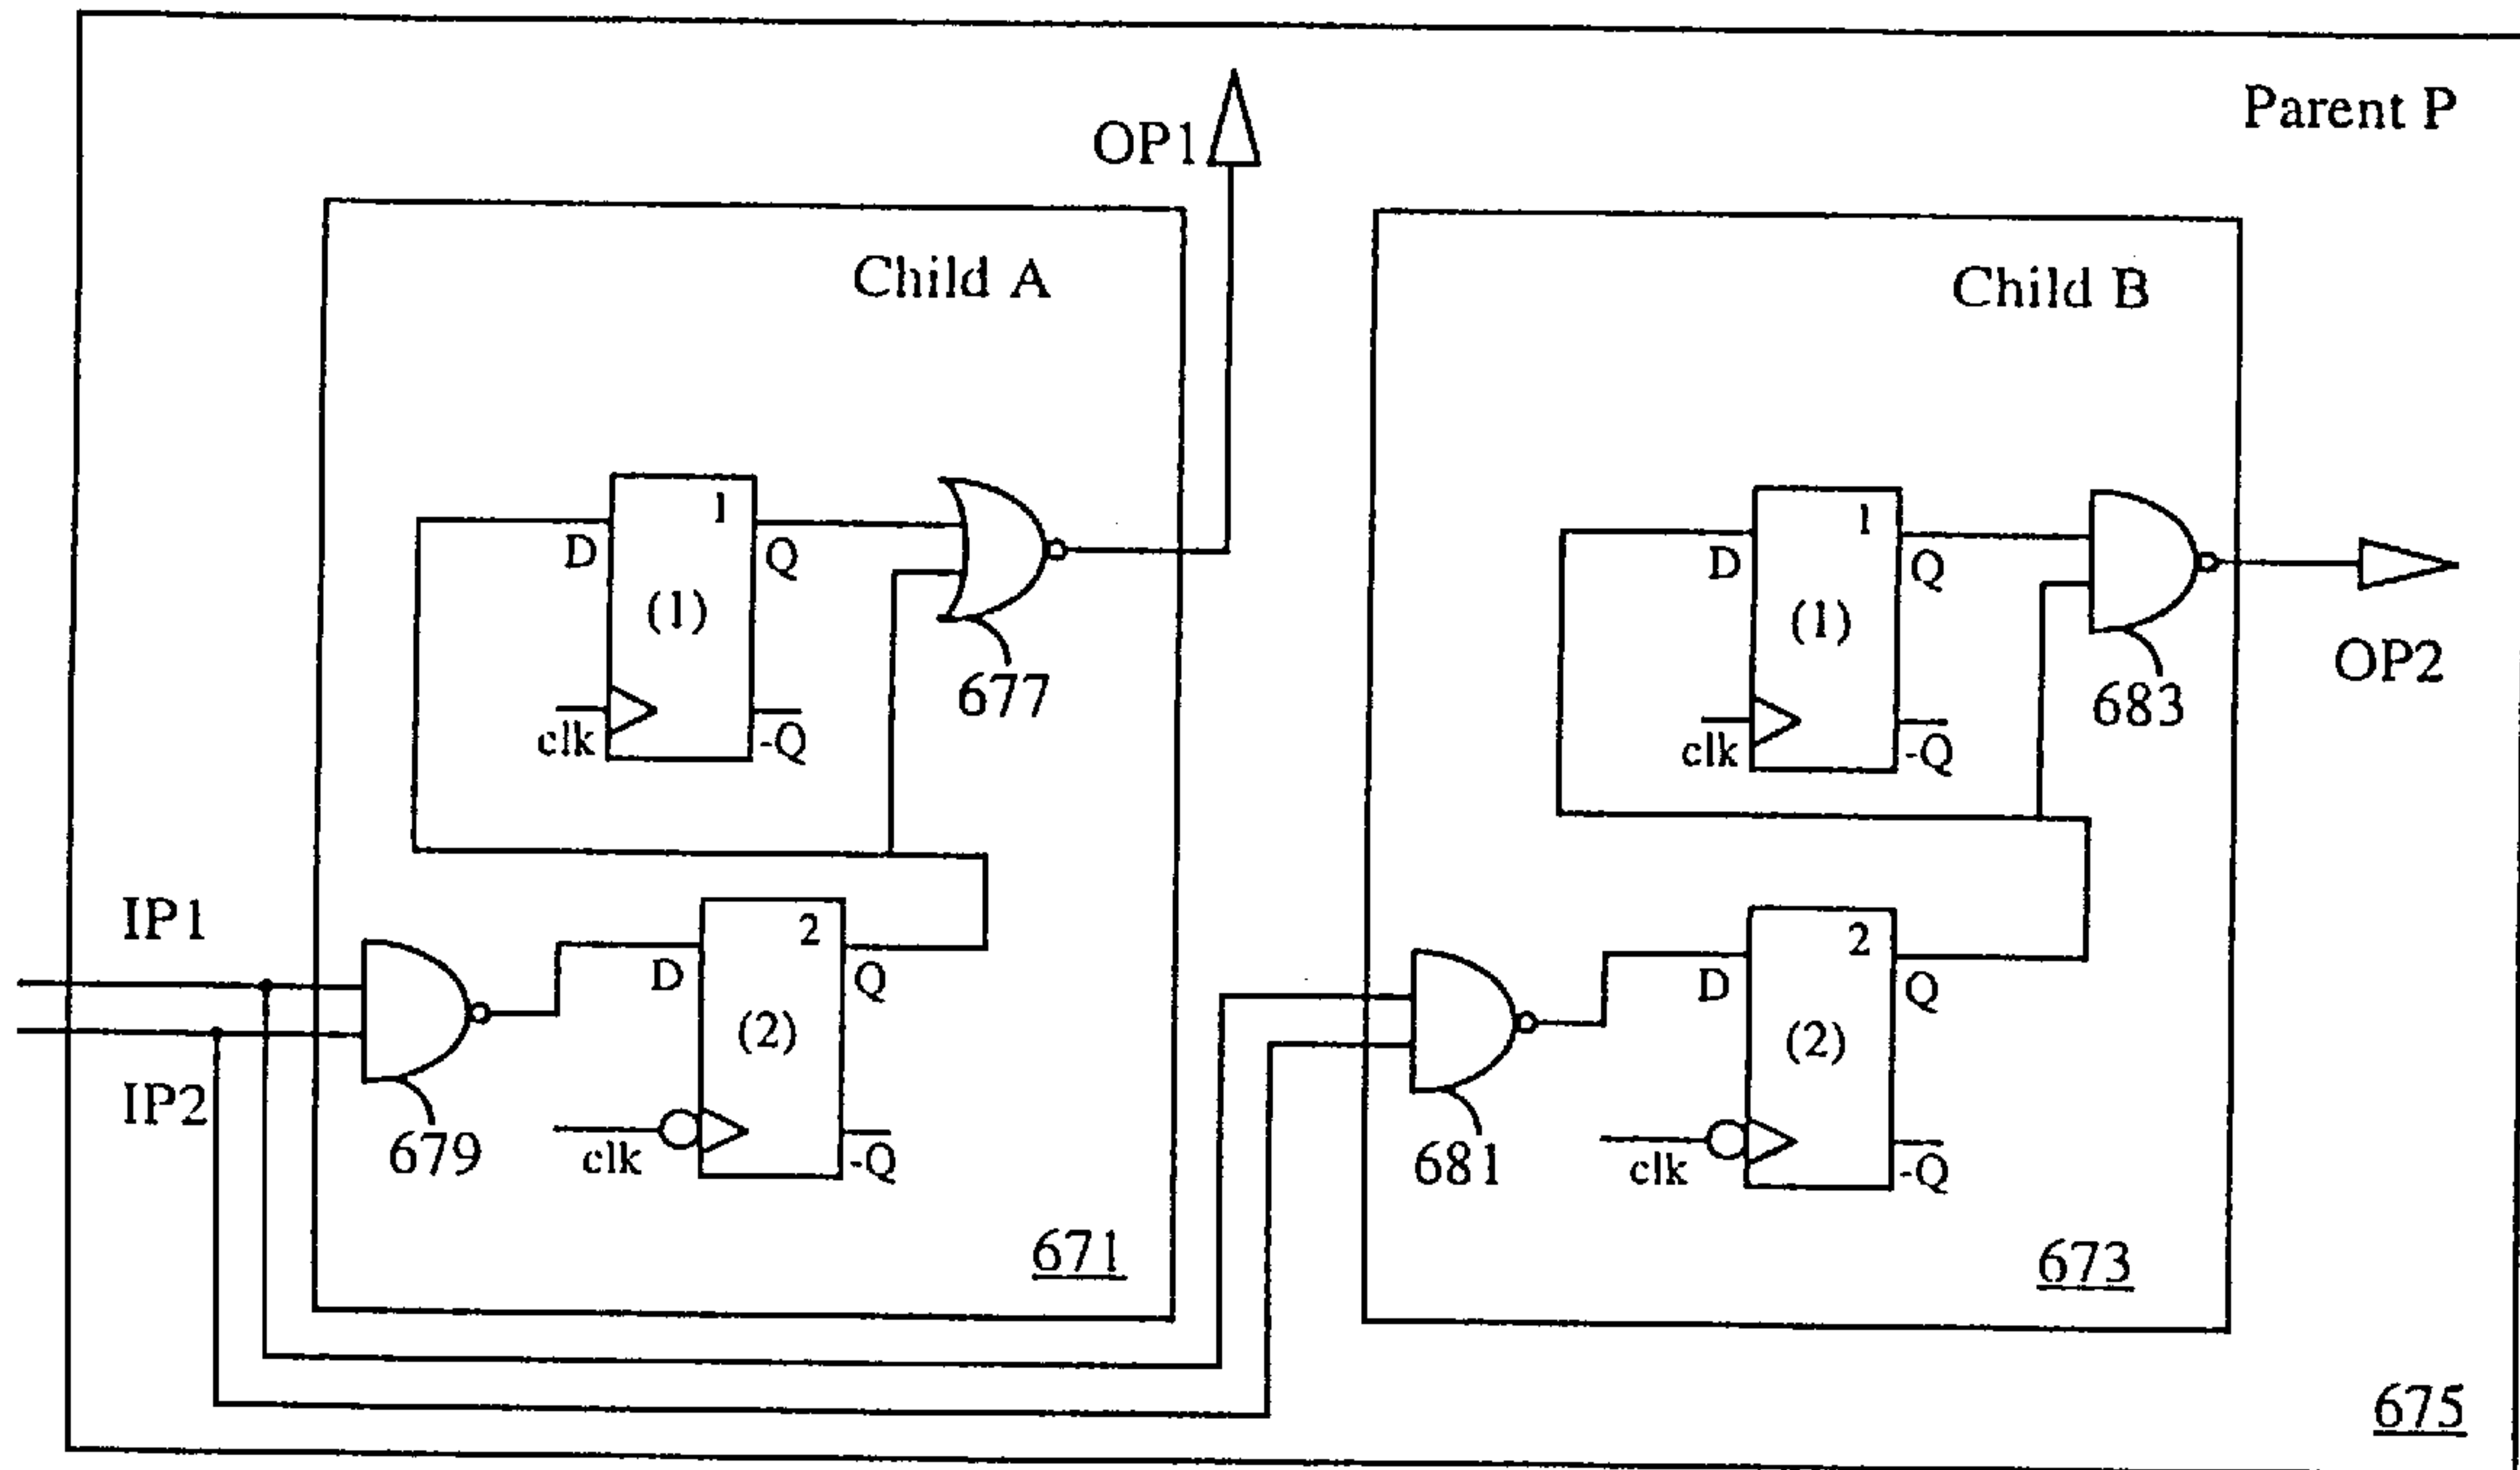 Parent P
OP1
Child A
Child B
1
D
Q
(1)
clk
-Q
677
1
D
Q
(1)
clk
-Q
683
OP2
IP1
IP2
679
2
D
Q
(2)
clk
-Q
671
681
2
D
Q
(2)
clk
-Q
673
675